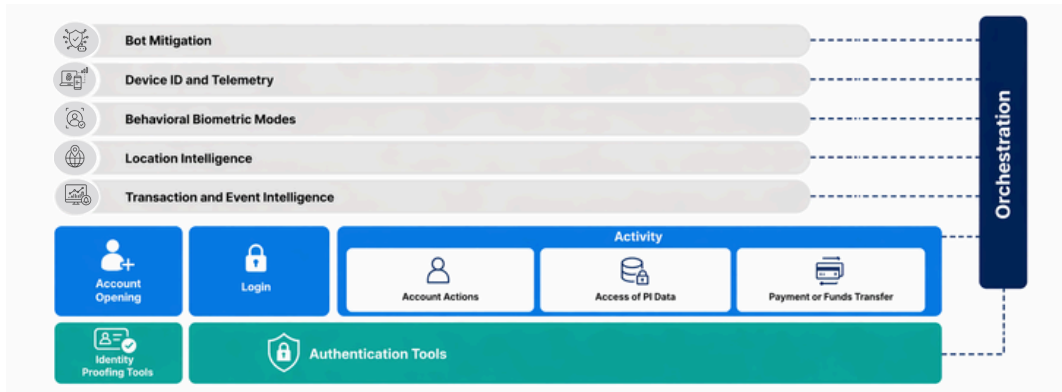 Bot Mitigation
Device ID and Telemetry
Behavioral Biometric Modes
Location Intelligence
Transaction and Event Intelligence
Orchestration
Activity
Account
Opening
Login
Account Actions
Access of PI Data
Payment or Funds Transfer
Identity
Proofing Tools
Authentication Tools